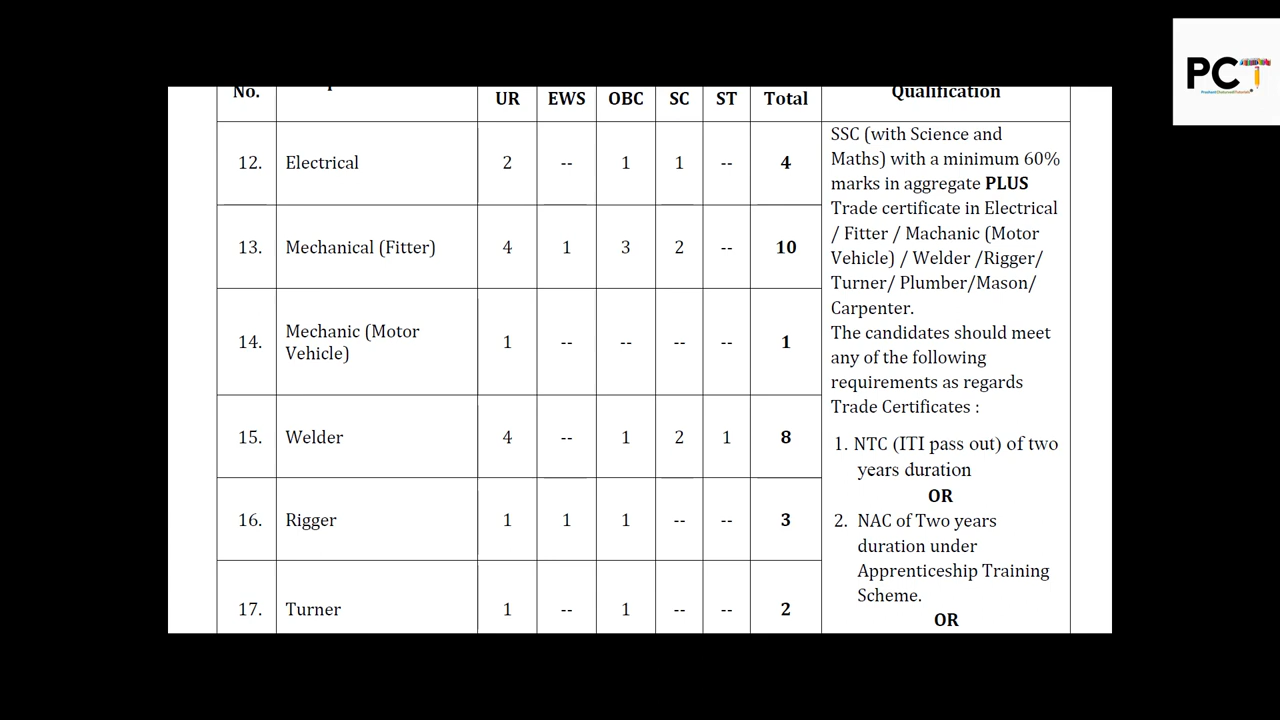 PCT
No.
UR EWS OBC SC ST Total
Qualification
12. Electrical 2 -- 1 1 -- 4
13. Mechanical (Fitter) 4 1 3 2 -- 10
14. Mechanic (Motor
Vehicle) 1 -- -- -- -- 1
15. Welder 4 -- 1 2 1 8
16. Rigger 1 1 1 -- -- 3
17. Turner 1 -- 1 -- -- 2
SSC (with Science and
Maths) with a minimum 60%
marks in aggregate PLUS
Trade certificate in Electrical
/ Fitter / Machanic (Motor
Vehicle) / Welder /Rigger/
Turner/ Plumber/Mason/
Carpenter.
The candidates should meet
any of the following
requirements as regards
Trade Certificates :
1. NTC (ITI pass out) of two
years duration
OR
2. NAC of Two years
duration under
Apprenticeship Training
Scheme.
OR